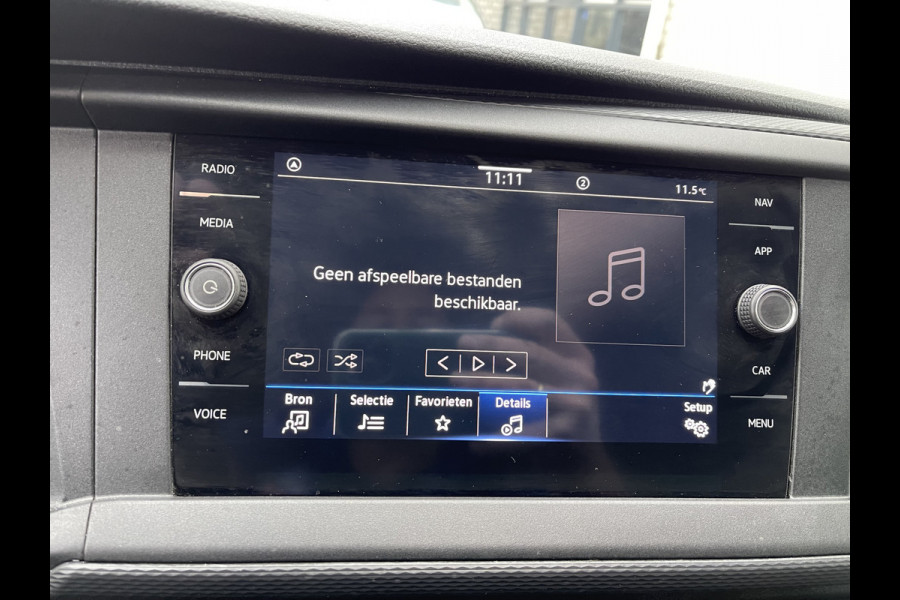 RADIO
MEDIA
PHONE
VOICE
11:11
2
11.5°C
Geen afspeelbare bestanden
beschikbaar.
Bron
Selectie
Favorieten
Details
Setup
NAV
APP
CAR
MENU